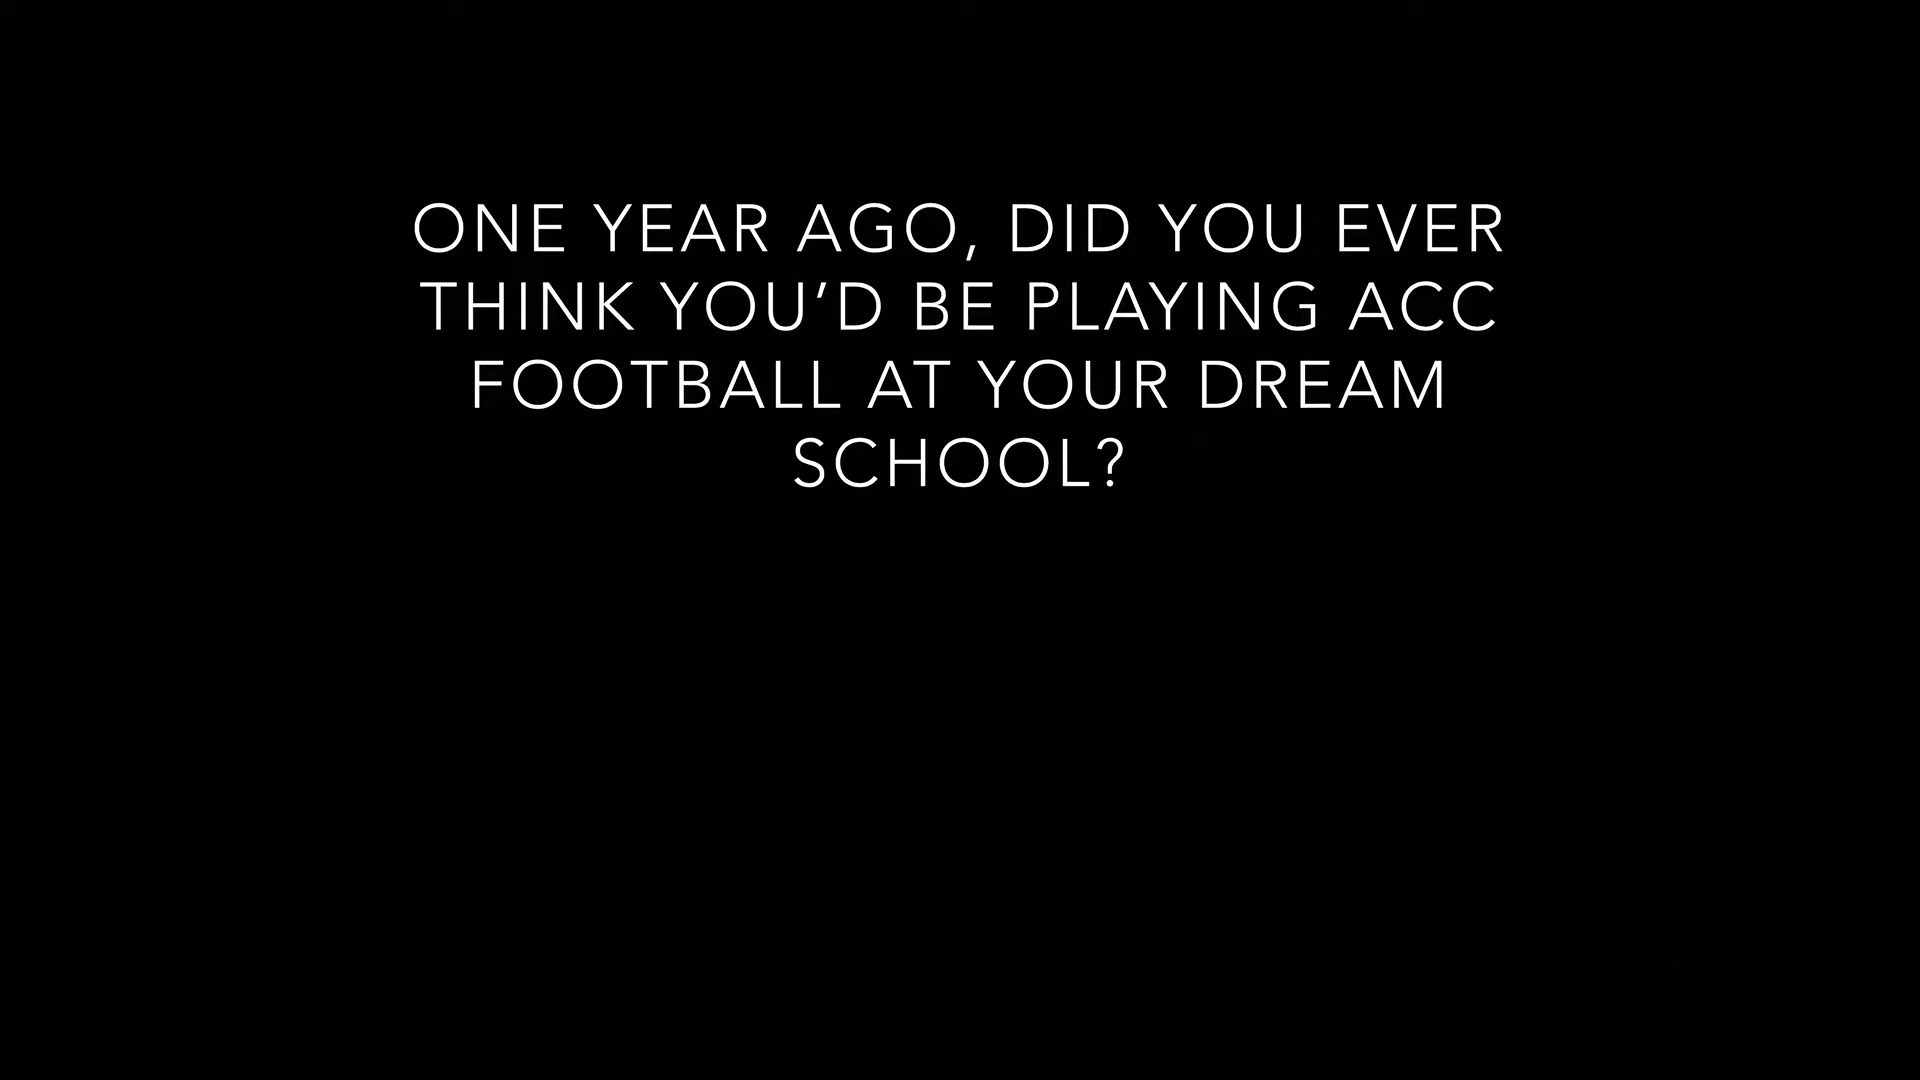 ONE YEAR AGO, DID YOU EVER
THINK YOU’D BE PLAYING ACC
FOOTBALL AT YOUR DREAM
SCHOOL?